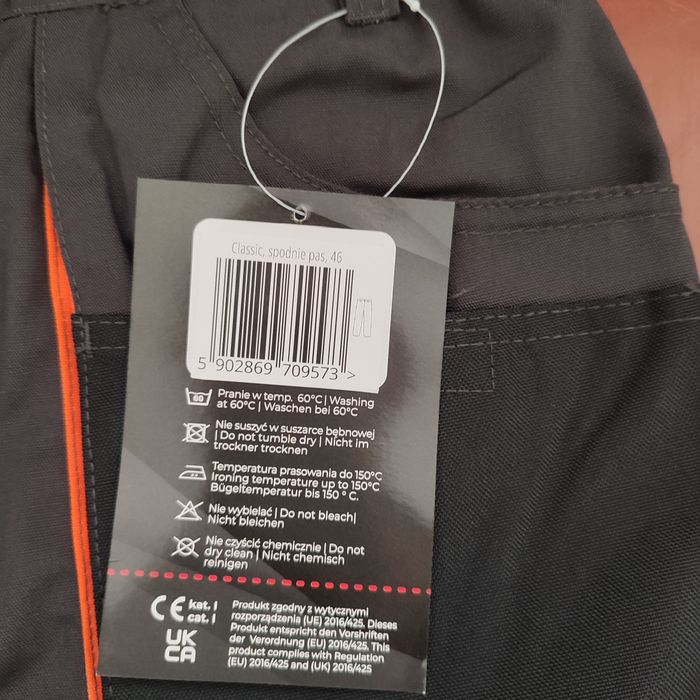 Classic, spodnie pas, 46
5 902869 709573 >
60
Pranie w temp. 60°C | Washing
at 60°C | Waschen bei 60°C
Nie suszyć w suszarce bębnowej
| Do not tumble dry | Nicht im
trockner trocknen
Temperatura prasowania do 150°C
Ironing temperature up to 150°C
Bügeltemperatur bis 150 ° C.
Nie wybielać | Do not bleach|
Nicht bleichen
Nie czyścić chemicznie | Do not
dry clean | Nicht chemisch
reinigen
CE kat. I
cat. I
UK
CA
Produkt zgodny z wytycznymi
rozporządzenia (UE) 2016/425. Dieses
Produkt entspricht den Vorshriften
der Verordnung (EU) 2016/425. This
product complies with Regulation
(EU) 2016/425 and (UK) 2016/425